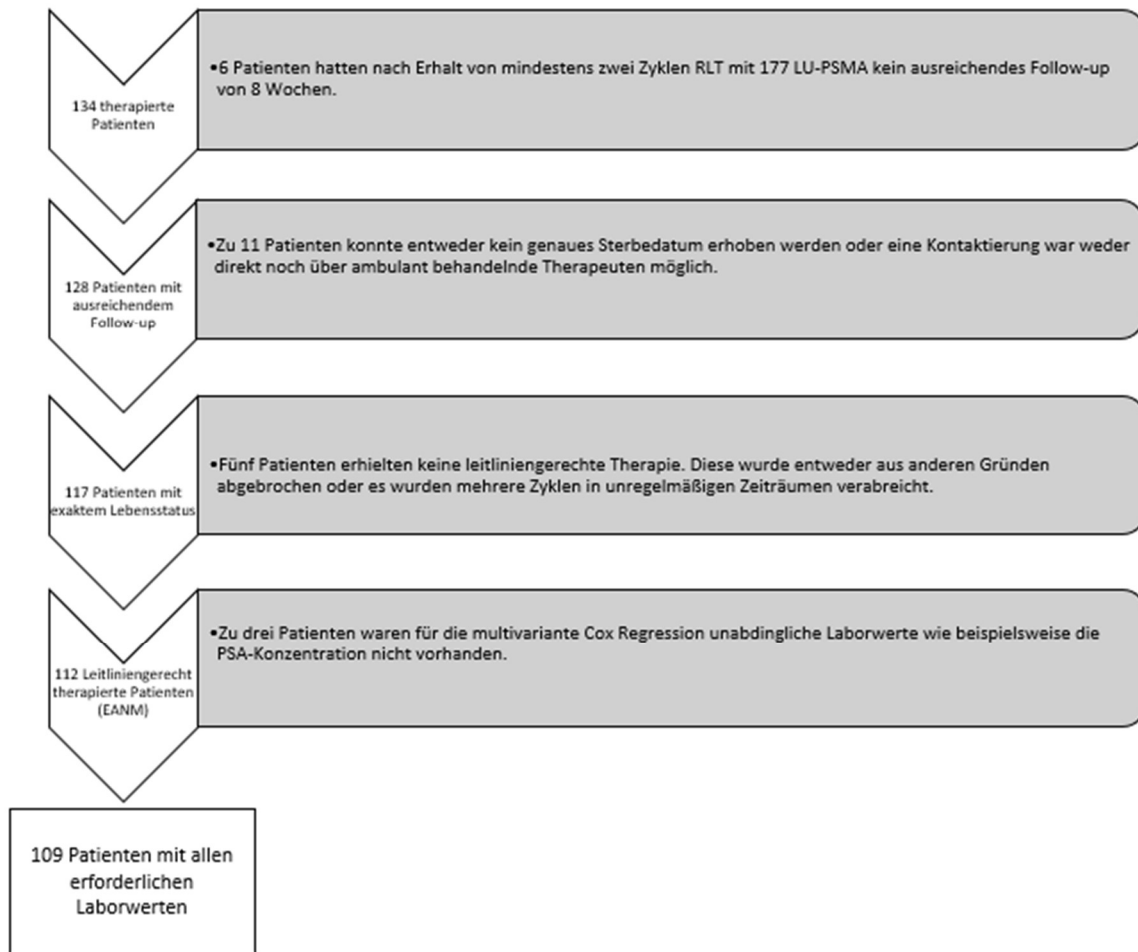 134 therapierte
Patienten
•6 Patienten hatten nach Erhalt von mindestens zwei Zyklen RLT mit 177 LU-PSMA kein ausreichendes Follow-up
von 8 Wochen.
128 Patienten mit
ausreichendem
Follow-up
•Zu 11 Patienten konnte entweder kein genaues Sterbedatum erhoben werden oder eine Kontaktierung war weder
direkt noch über ambulant behandelnde Therapeuten möglich.
117 Patienten mit
exaktem Lebensstatus
•Fünf Patienten erhielten keine leitliniengerechte Therapie. Diese wurde entweder aus anderen Gründen
abgebrochen oder es wurden mehrere Zyklen in unregelmäßigen Zeiträumen verabreicht.
112 Leitliniengerecht
therapierte Patienten
(EANM)
•Zu drei Patienten waren für die multivariante Cox Regression unabdingliche Laborwerte wie beispielsweise die
PSA-Konzentration nicht vorhanden.
109 Patienten mit allen
erforderlichen
Laborwerten